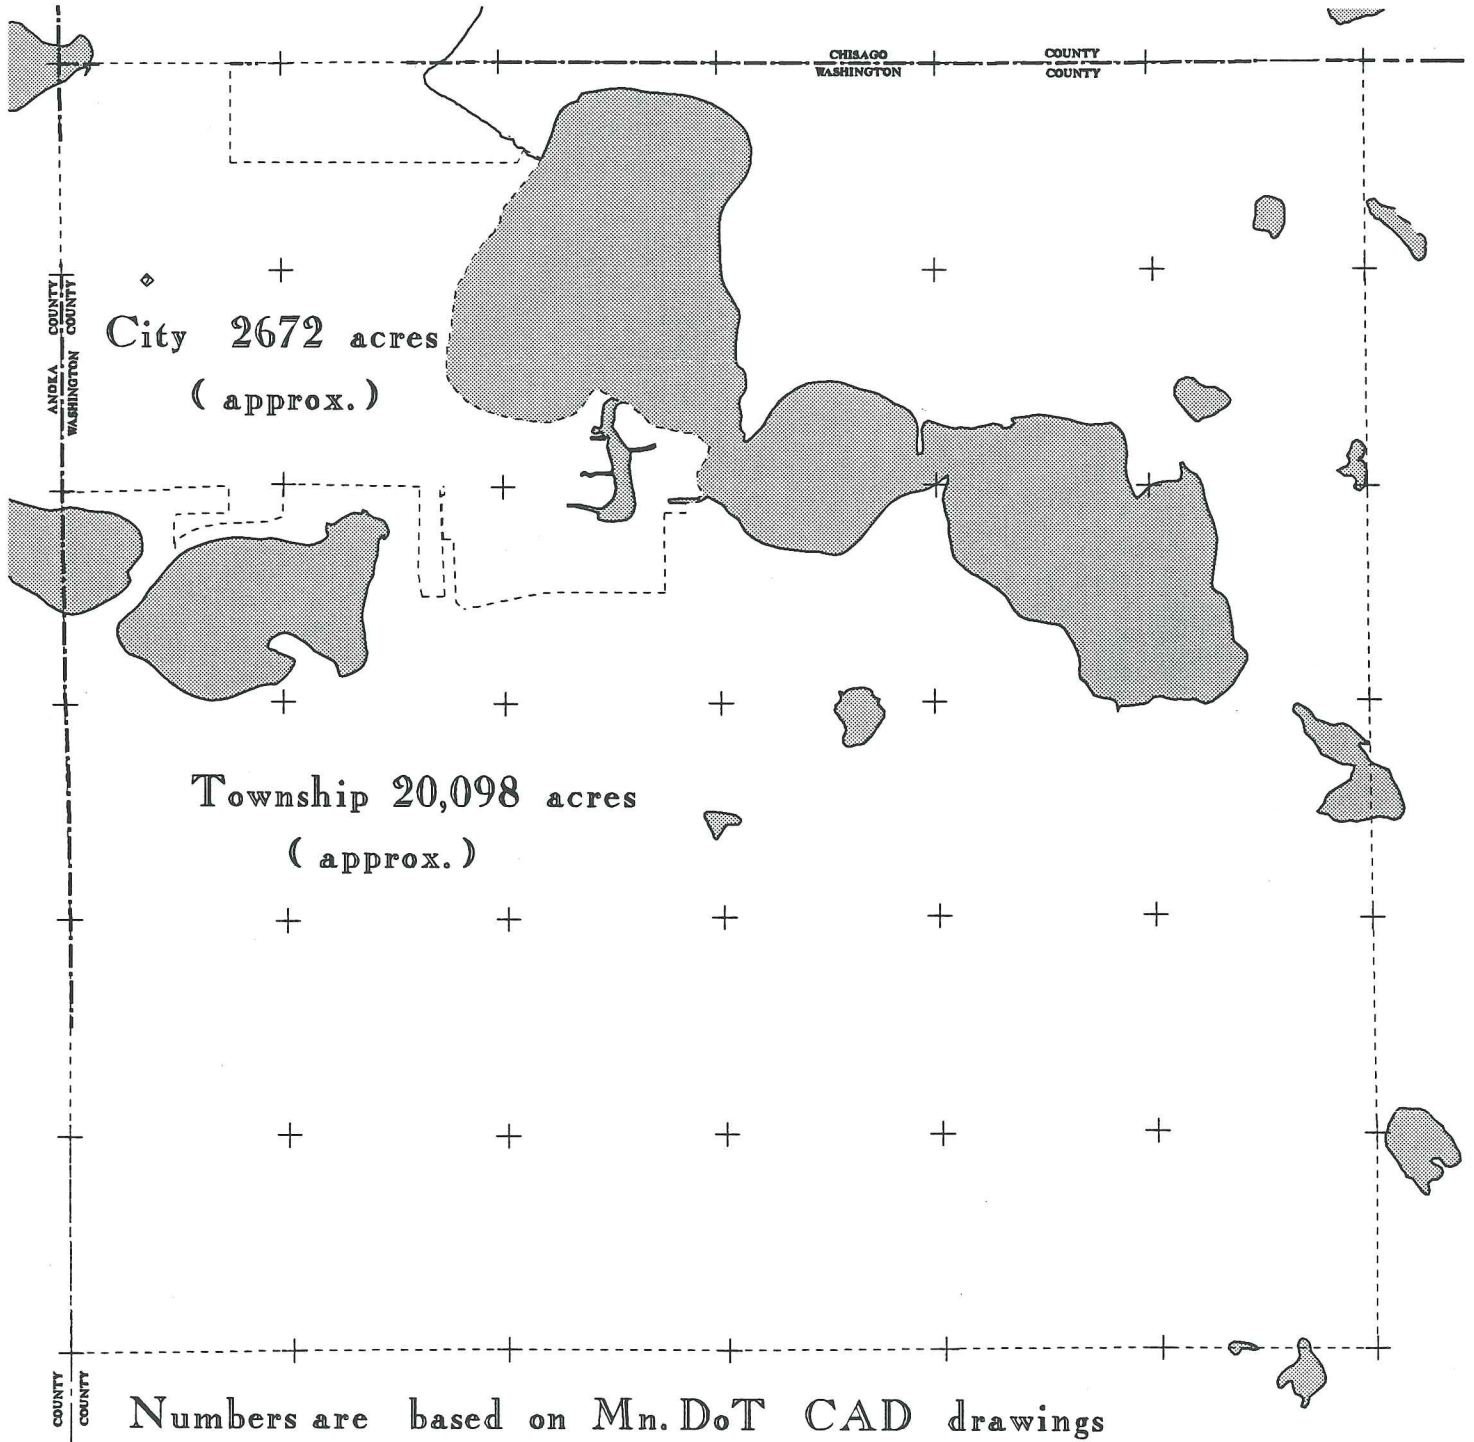 CHISAGO COUNTY
WASHINGTON COUNTY
ANOKA COUNTY
WASHINGTON COUNTY
City 2672 acres
( approx. )
Township 20,098 acres
( approx. )
COUNTY
COUNTY
Numbers are based on Mn. DoT CAD drawings